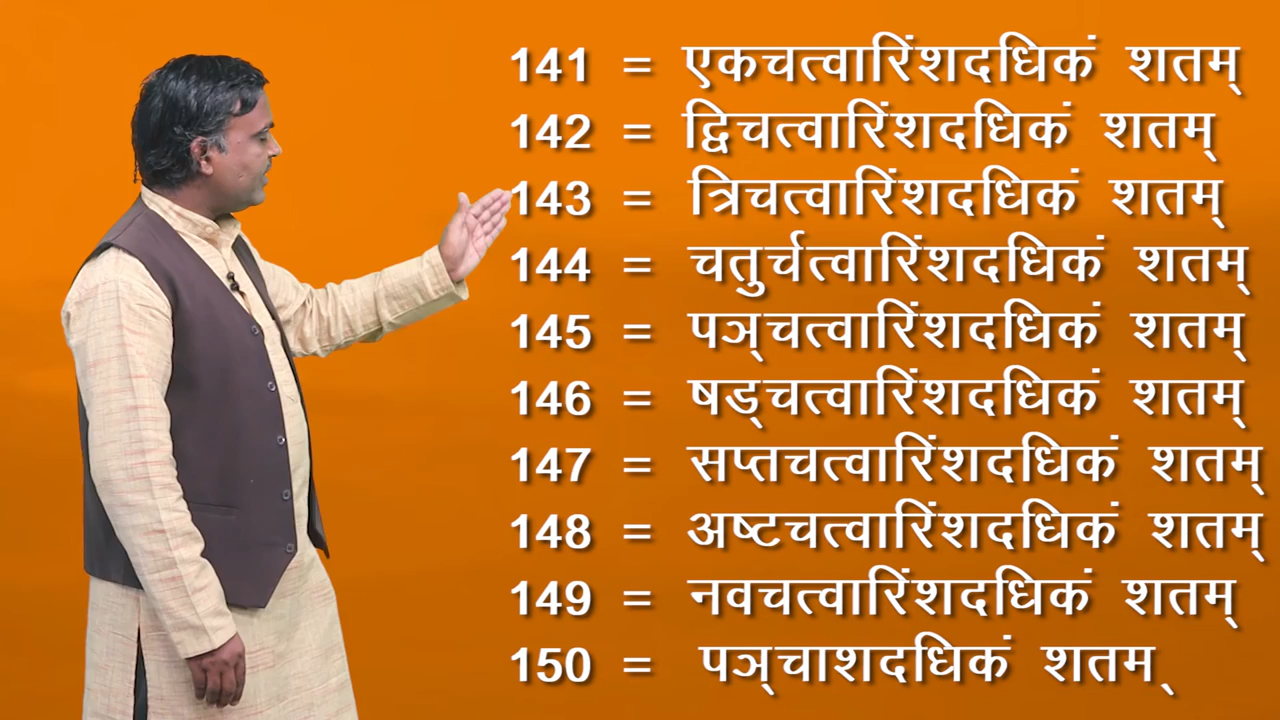 141 = एकचत्वारिंशदधिकं शतम्
142 = द्विचत्वारिंशदधिकं शतम्
143 = त्रिचत्वारिंशदधिकं शतम्
144 = चतुर्चत्वारिंशदधिकं शतम्
145 = पञ्चत्वारिंशदधिकं शतम्
146 = षड्चत्वारिंशदधिकं शतम्
147 = सप्तचत्वारिंशदधिकं शतम्
148 = अष्टचत्वारिंशदधिकं शतम्
149 = नवचत्वारिंशदधिकं शतम्
150 = पञ्चाशदधिकं शतम्